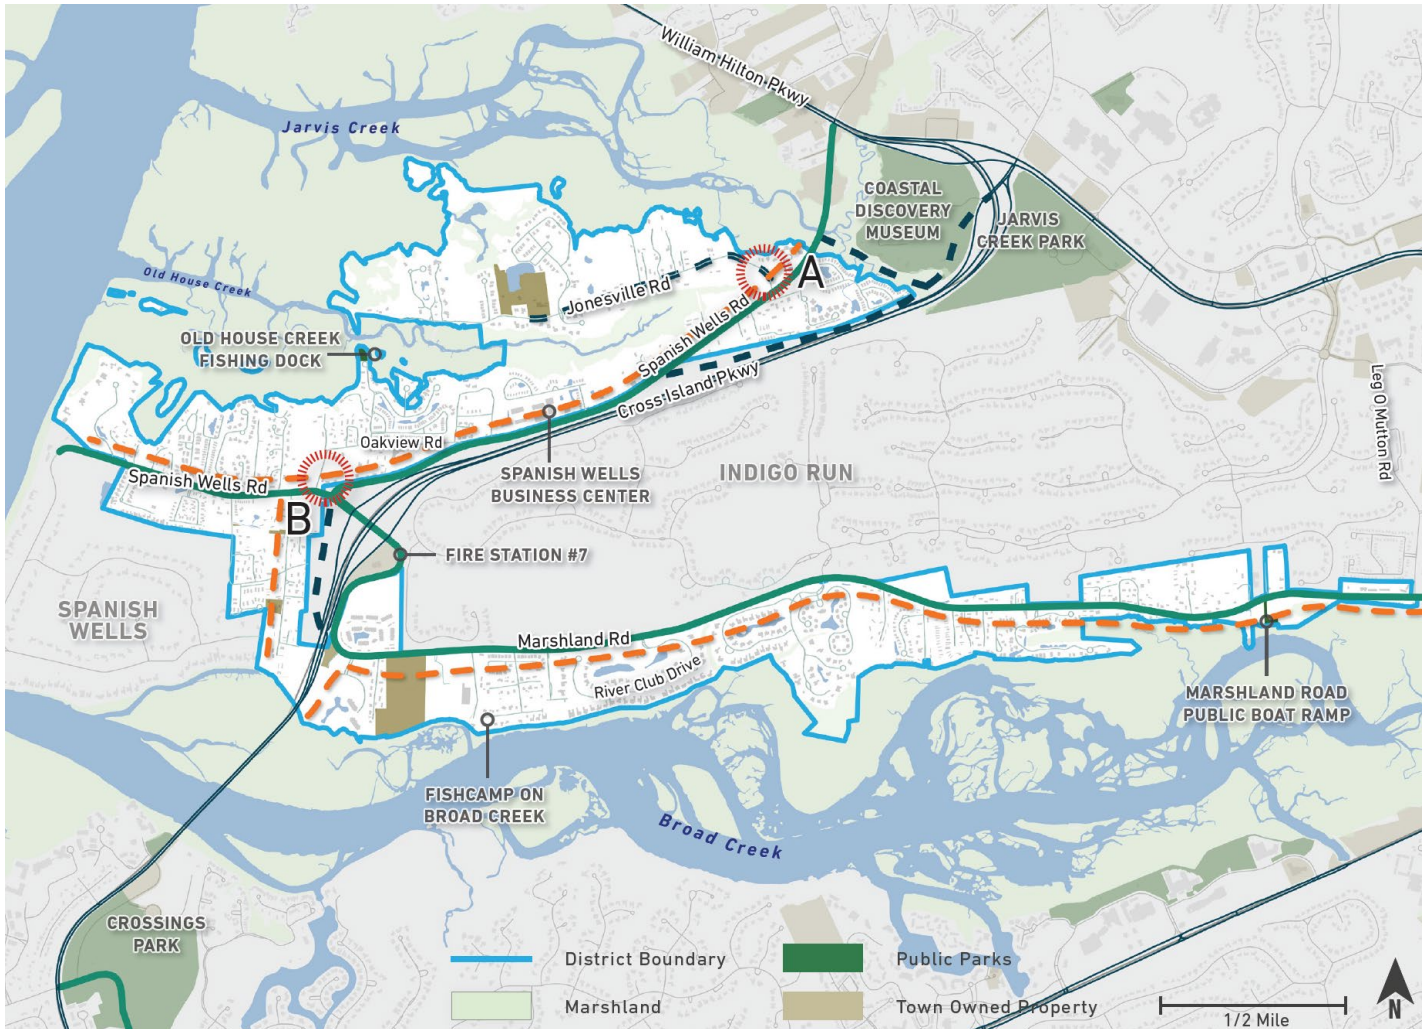 William Hilton Pkwy
Jarvis Creek
COASTAL
DISCOVERY
MUSEUM
JARVIS
CREEK PARK
Old House Creek
Jonesville Rd
A
OLD HOUSE CREEK
FISHING DOCK
Spanish Wells Rd
Cross Island Pkwy
Leg O Mutton Rd
Oakview Rd
SPANISH WELLS
BUSINESS CENTER
INDIGO RUN
Spanish Wells Rd
B
FIRE STATION #7
SPANISH
WELLS
Marshland Rd
River Club Drive
MARSHLAND ROAD
PUBLIC BOAT RAMP
FISHCAMP ON
BROAD CREEK
Broad Creek
CROSSINGS
PARK
District Boundary
Public Parks
Marshland
Town Owned Property
1/2 Mile
N